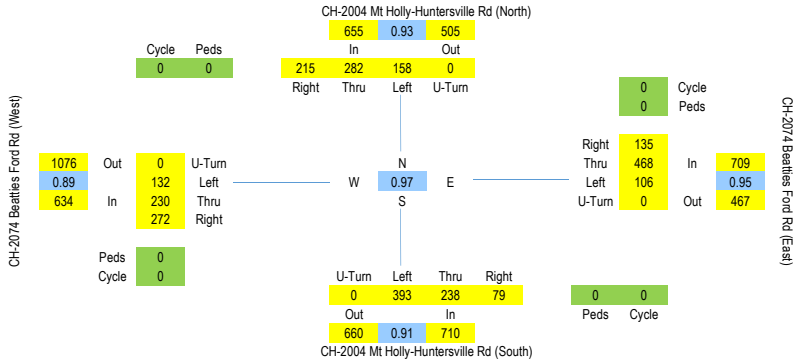 CH-2004 Mt Holly-Huntersville Rd (North)
655 0.93 505
Cycle Peds In Out
0 0 215 282 158 0
Right Thru Left U-Turn
0 Cycle
0 Peds
CH-2074 Beatties Ford Rd (West)
CH-2074 Beatties Ford Rd (East)
Right 135
1076 Out 0 U-Turn N Thru 468 In 709
0.89 132 Left W 0.97 E Left 106 0.95
634 In 230 Thru S U-Turn 0 Out 467
272 Right
Peds 0
Cycle 0
U-Turn Left Thru Right
0 393 238 79 0 0
Out In Peds Cycle
660 0.91 710
CH-2004 Mt Holly-Huntersville Rd (South)